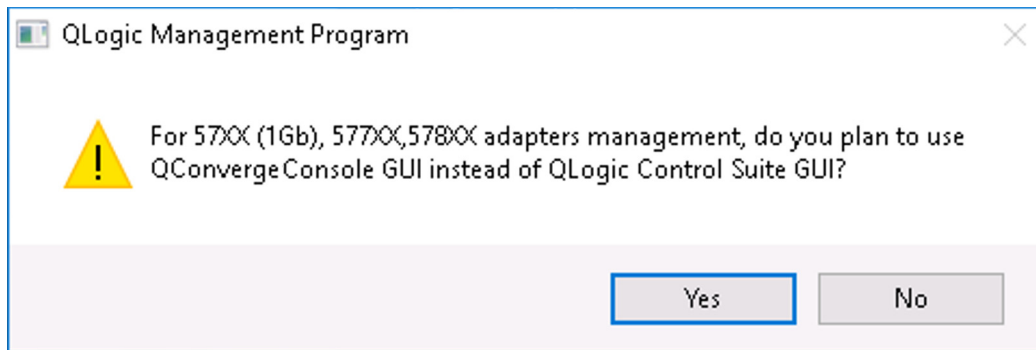 QLogic Management Program
For 57XX (1Gb), 577XX,578XX adapters management, do you plan to use
QConvergeConsole GUI instead of QLogic Control Suite GUI?
Yes No